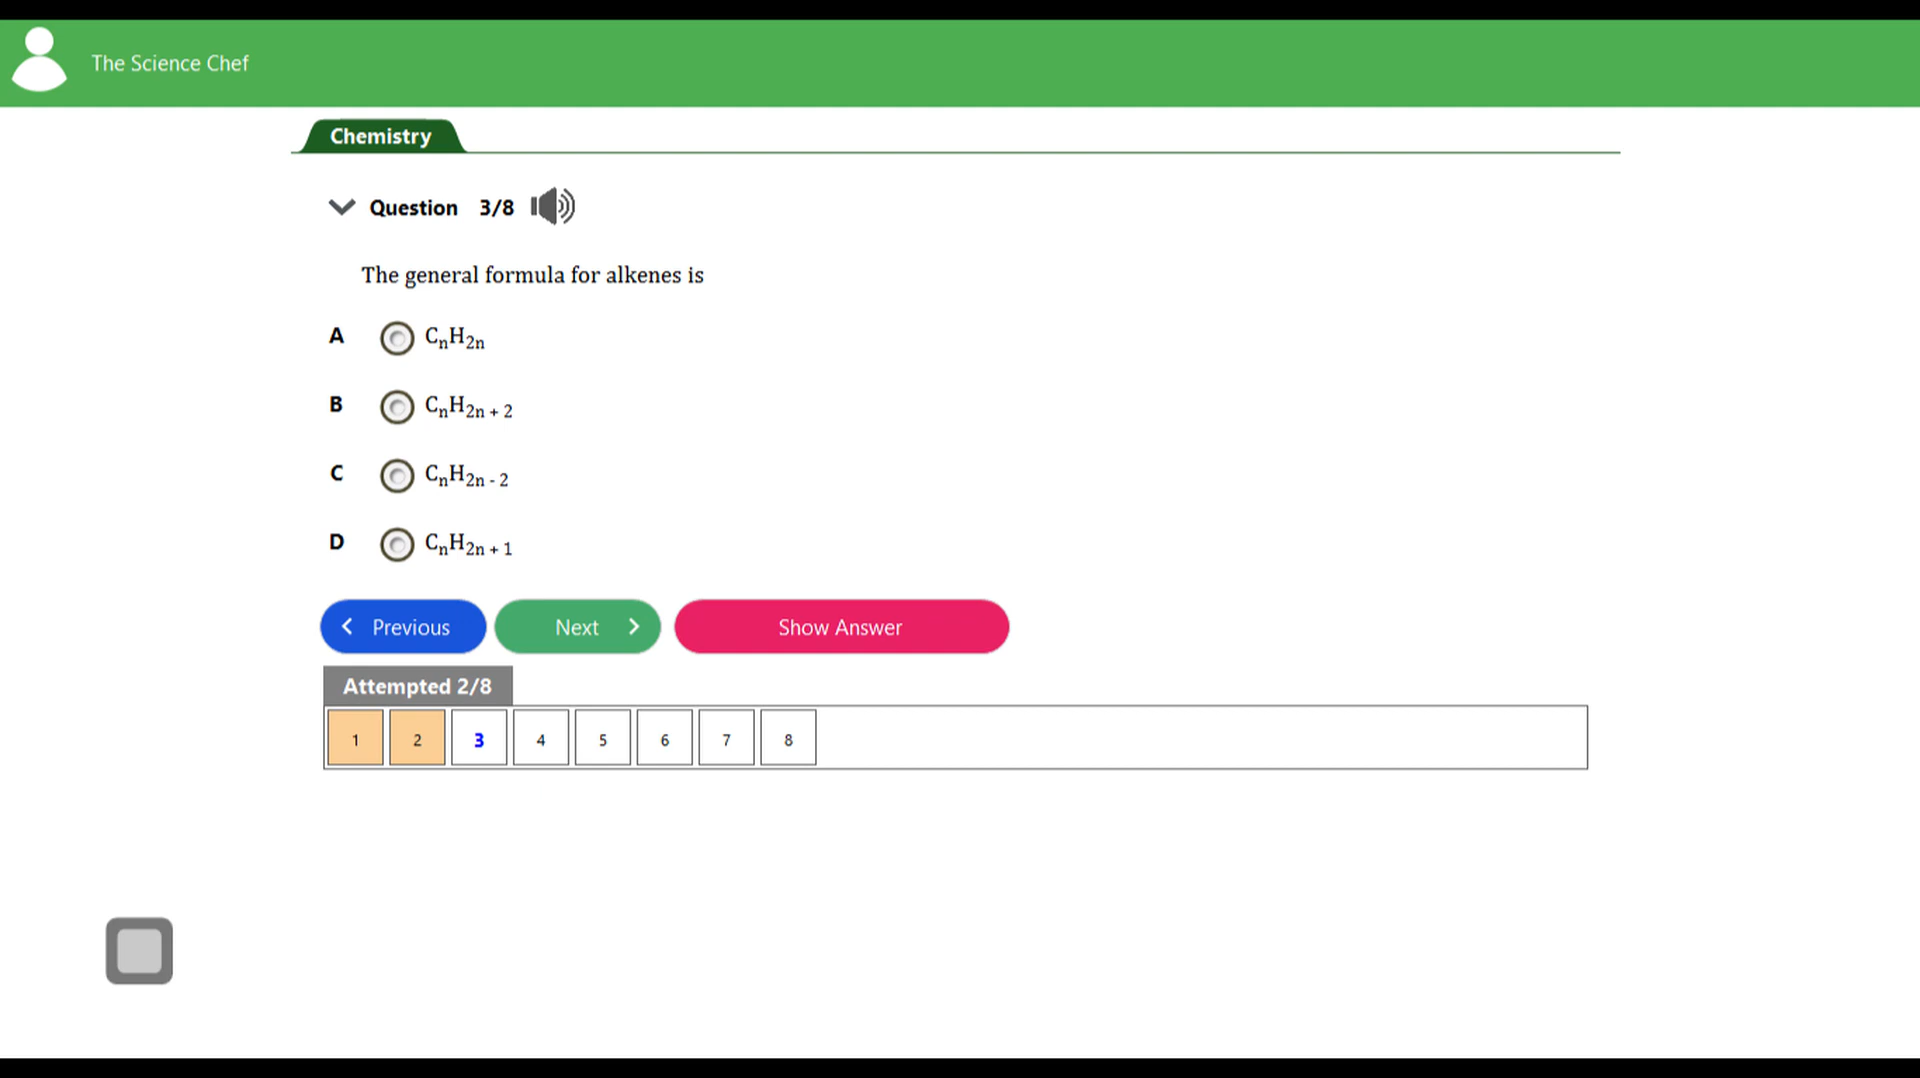 The Science Chef
Chemistry
Question 3/8
The general formula for alkenes is
A CₙH₂ₙ
B CₙH₂ₙ ₊ ₂
C CₙH₂ₙ ₋ ₂
D CₙH₂ₙ ₊ ₁
Previous Next Show Answer
Attempted 2/8
1 2 3 4 5 6 7 8